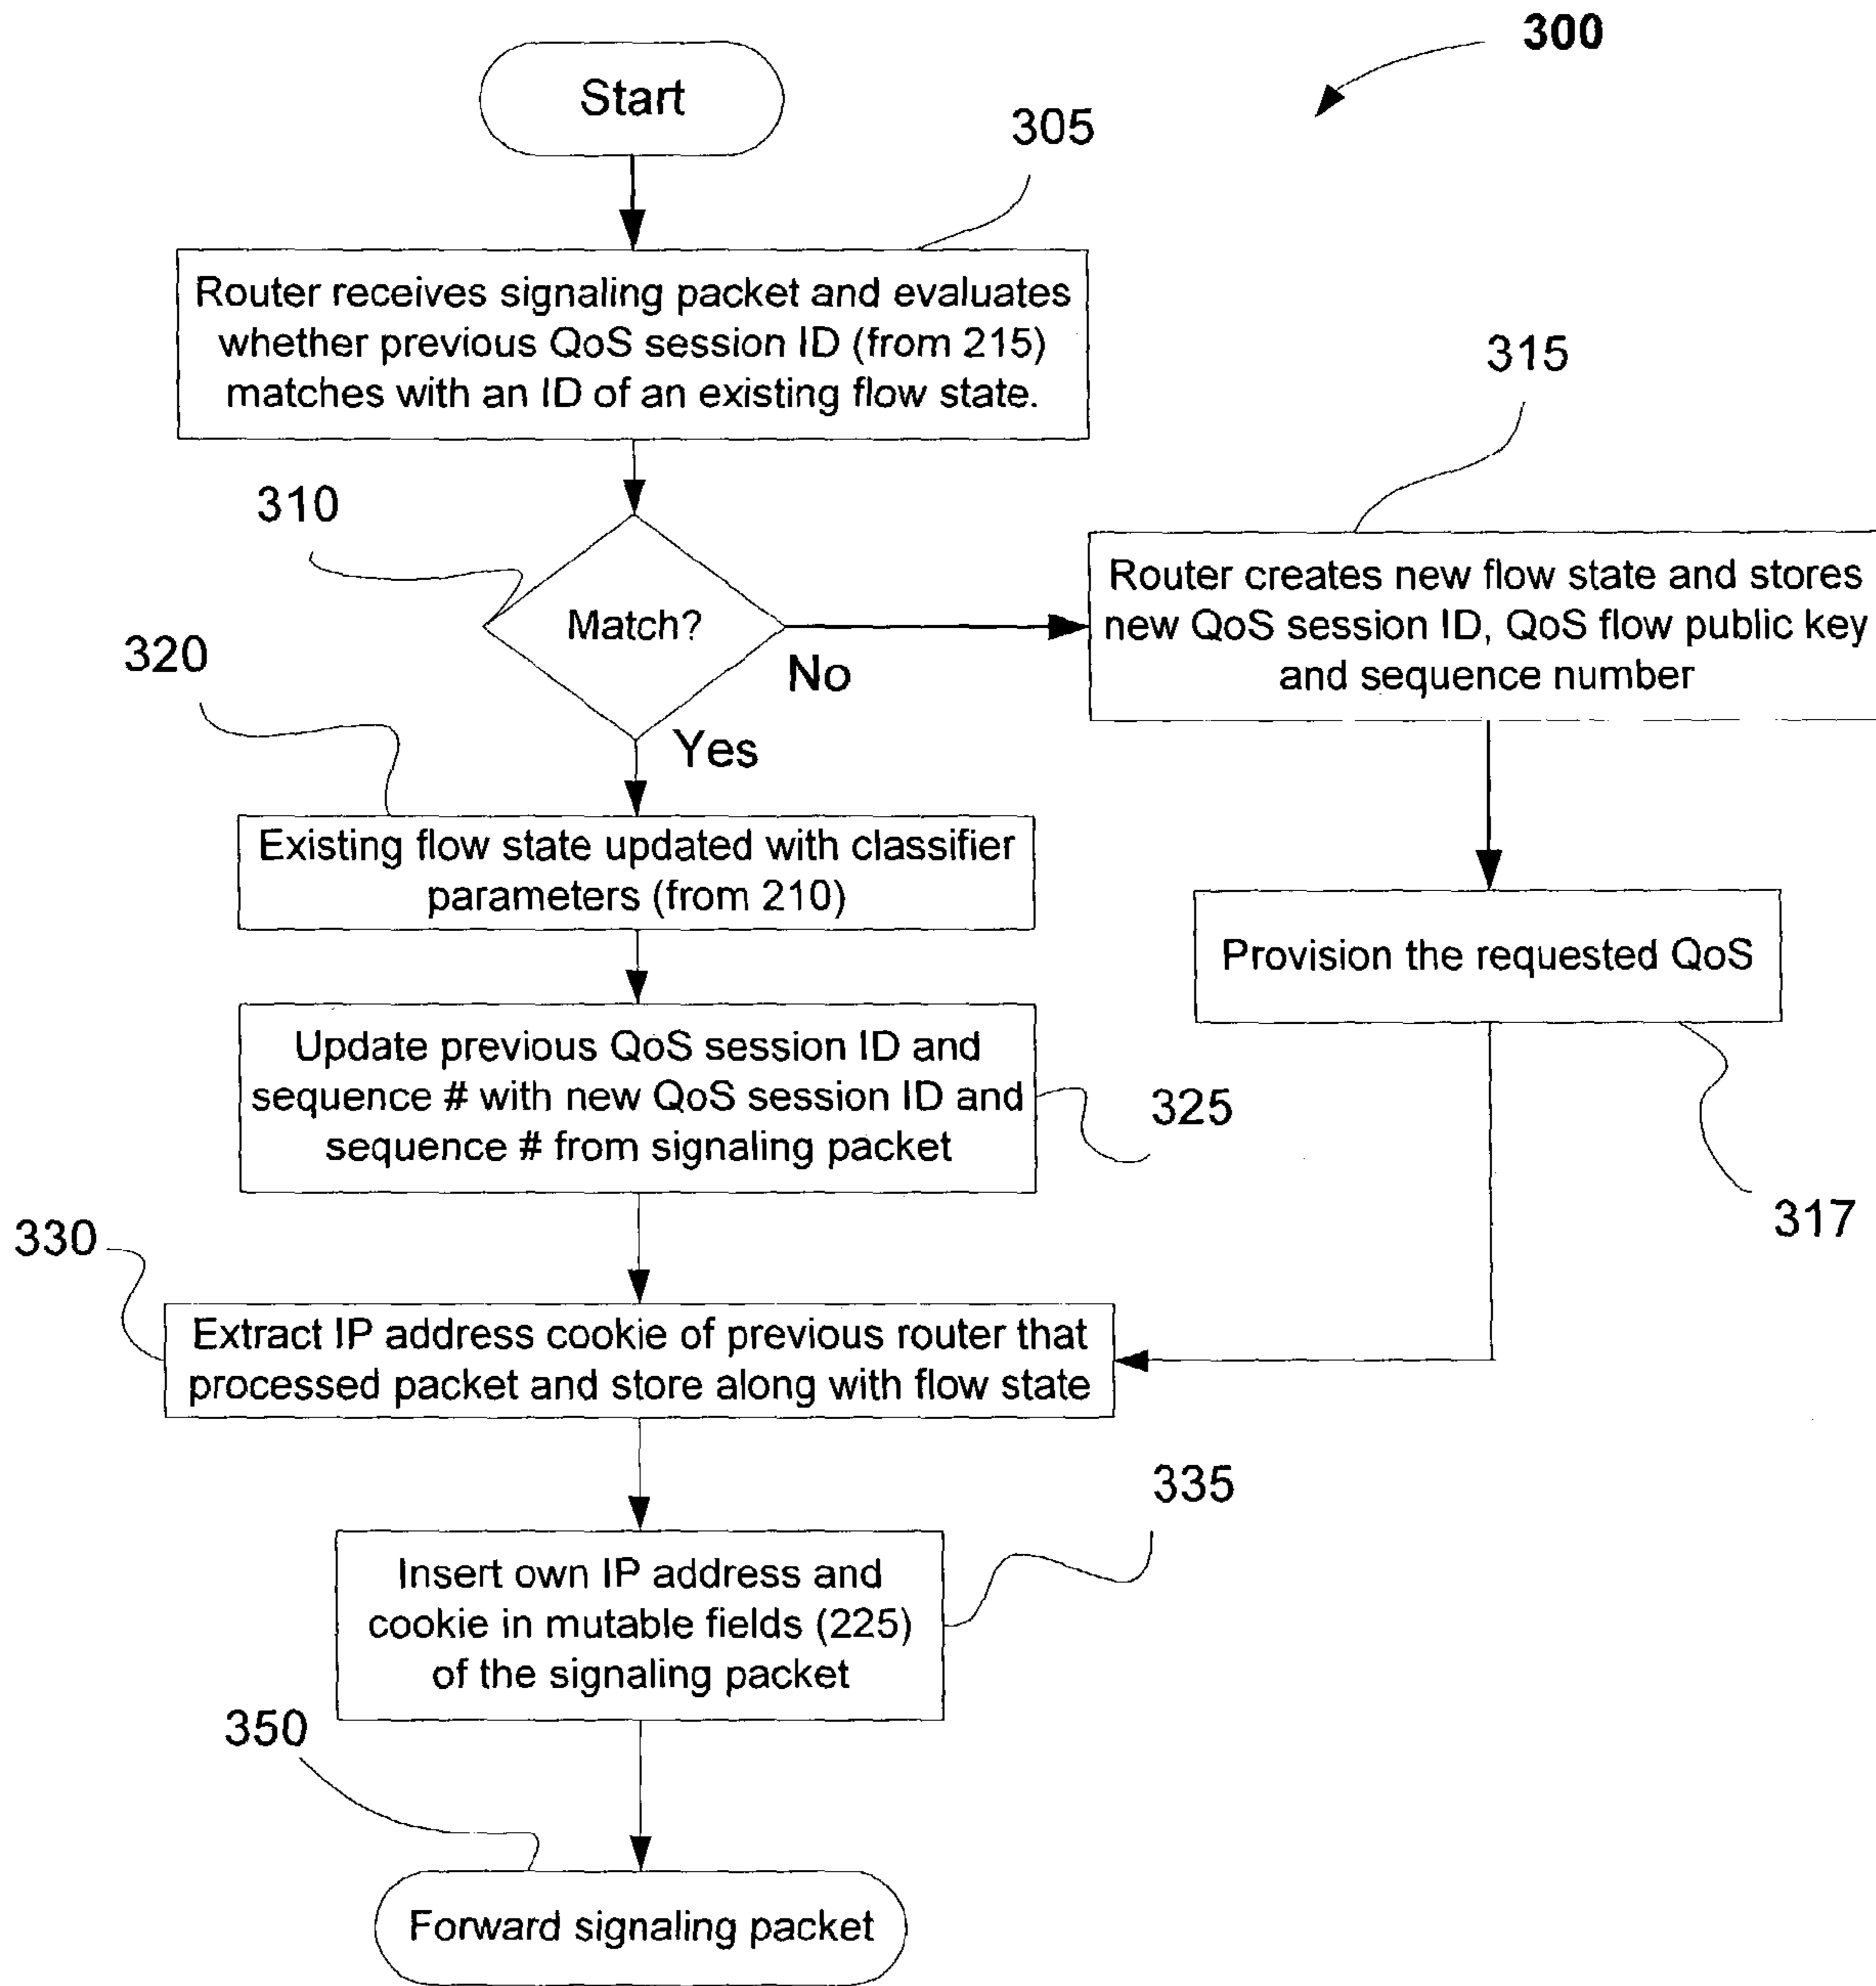 300
Start
305
Router receives signaling packet and evaluates
whether previous QoS session ID (from 215)
matches with an ID of an existing flow state.
310
Match?
No
Yes
315
Router creates new flow state and stores
new QoS session ID, QoS flow public key
and sequence number
320
Existing flow state updated with classifier
parameters (from 210)
Provision the requested QoS
317
Update previous QoS session ID and
sequence # with new QoS session ID and
sequence # from signaling packet
325
330
Extract IP address cookie of previous router that
processed packet and store along with flow state
335
Insert own IP address and
cookie in mutable fields (225)
of the signaling packet
350
Forward signaling packet